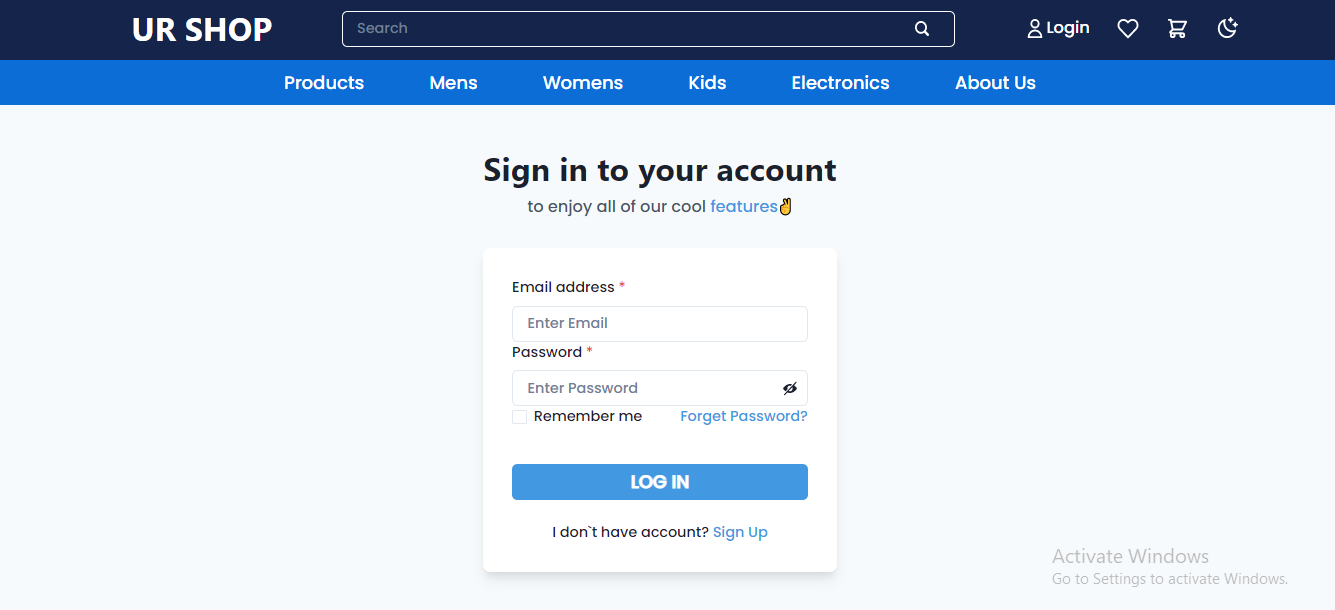 UR SHOP
Search
Login
Products Mens Womens Kids Electronics About Us
Sign in to your account
to enjoy all of our cool features✌
Email address *
Enter Email
Password *
Enter Password
Remember me Forget Password?
LOG IN
I don`t have account? Sign Up
Activate Windows
Go to Settings to activate Windows.